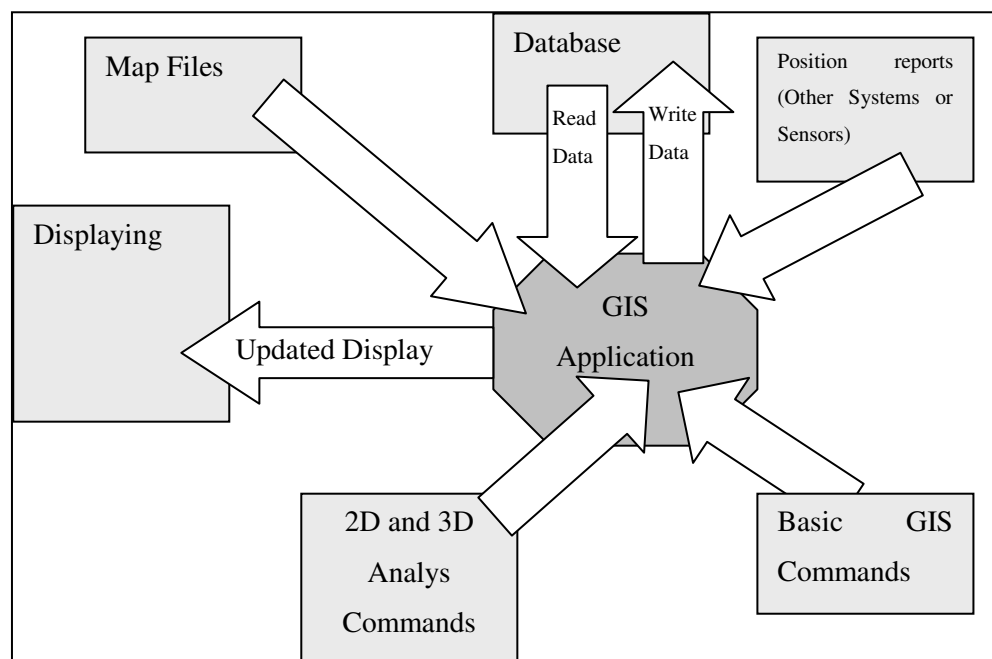 Map Files
Database
Position reports
(Other Systems or
Sensors)
Read
Data
Write
Data
Displaying
GIS
Application
Updated Display
2D and 3D
Analys
Commands
Basic GIS
Commands